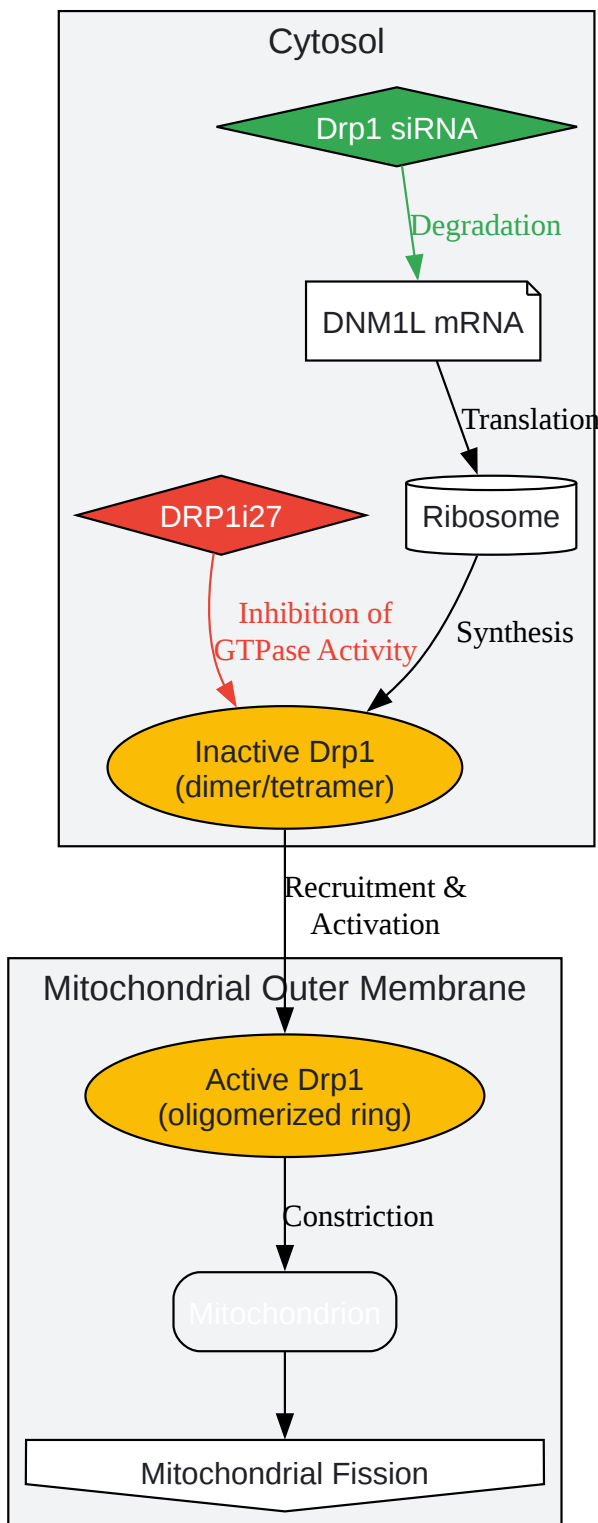 Cytosol
Drp1 siRNA
Degradation
DNM1L mRNA
Translation
DRP1i27
Ribosome
Inhibition of
GTPase Activity
Synthesis
Inactive Drp1
(dimer/tetramer)
Recruitment &
Activation
Mitochondrial Outer Membrane
Active Drp1
(oligomerized ring)
Constriction
Mitochondrion
Mitochondrial Fission